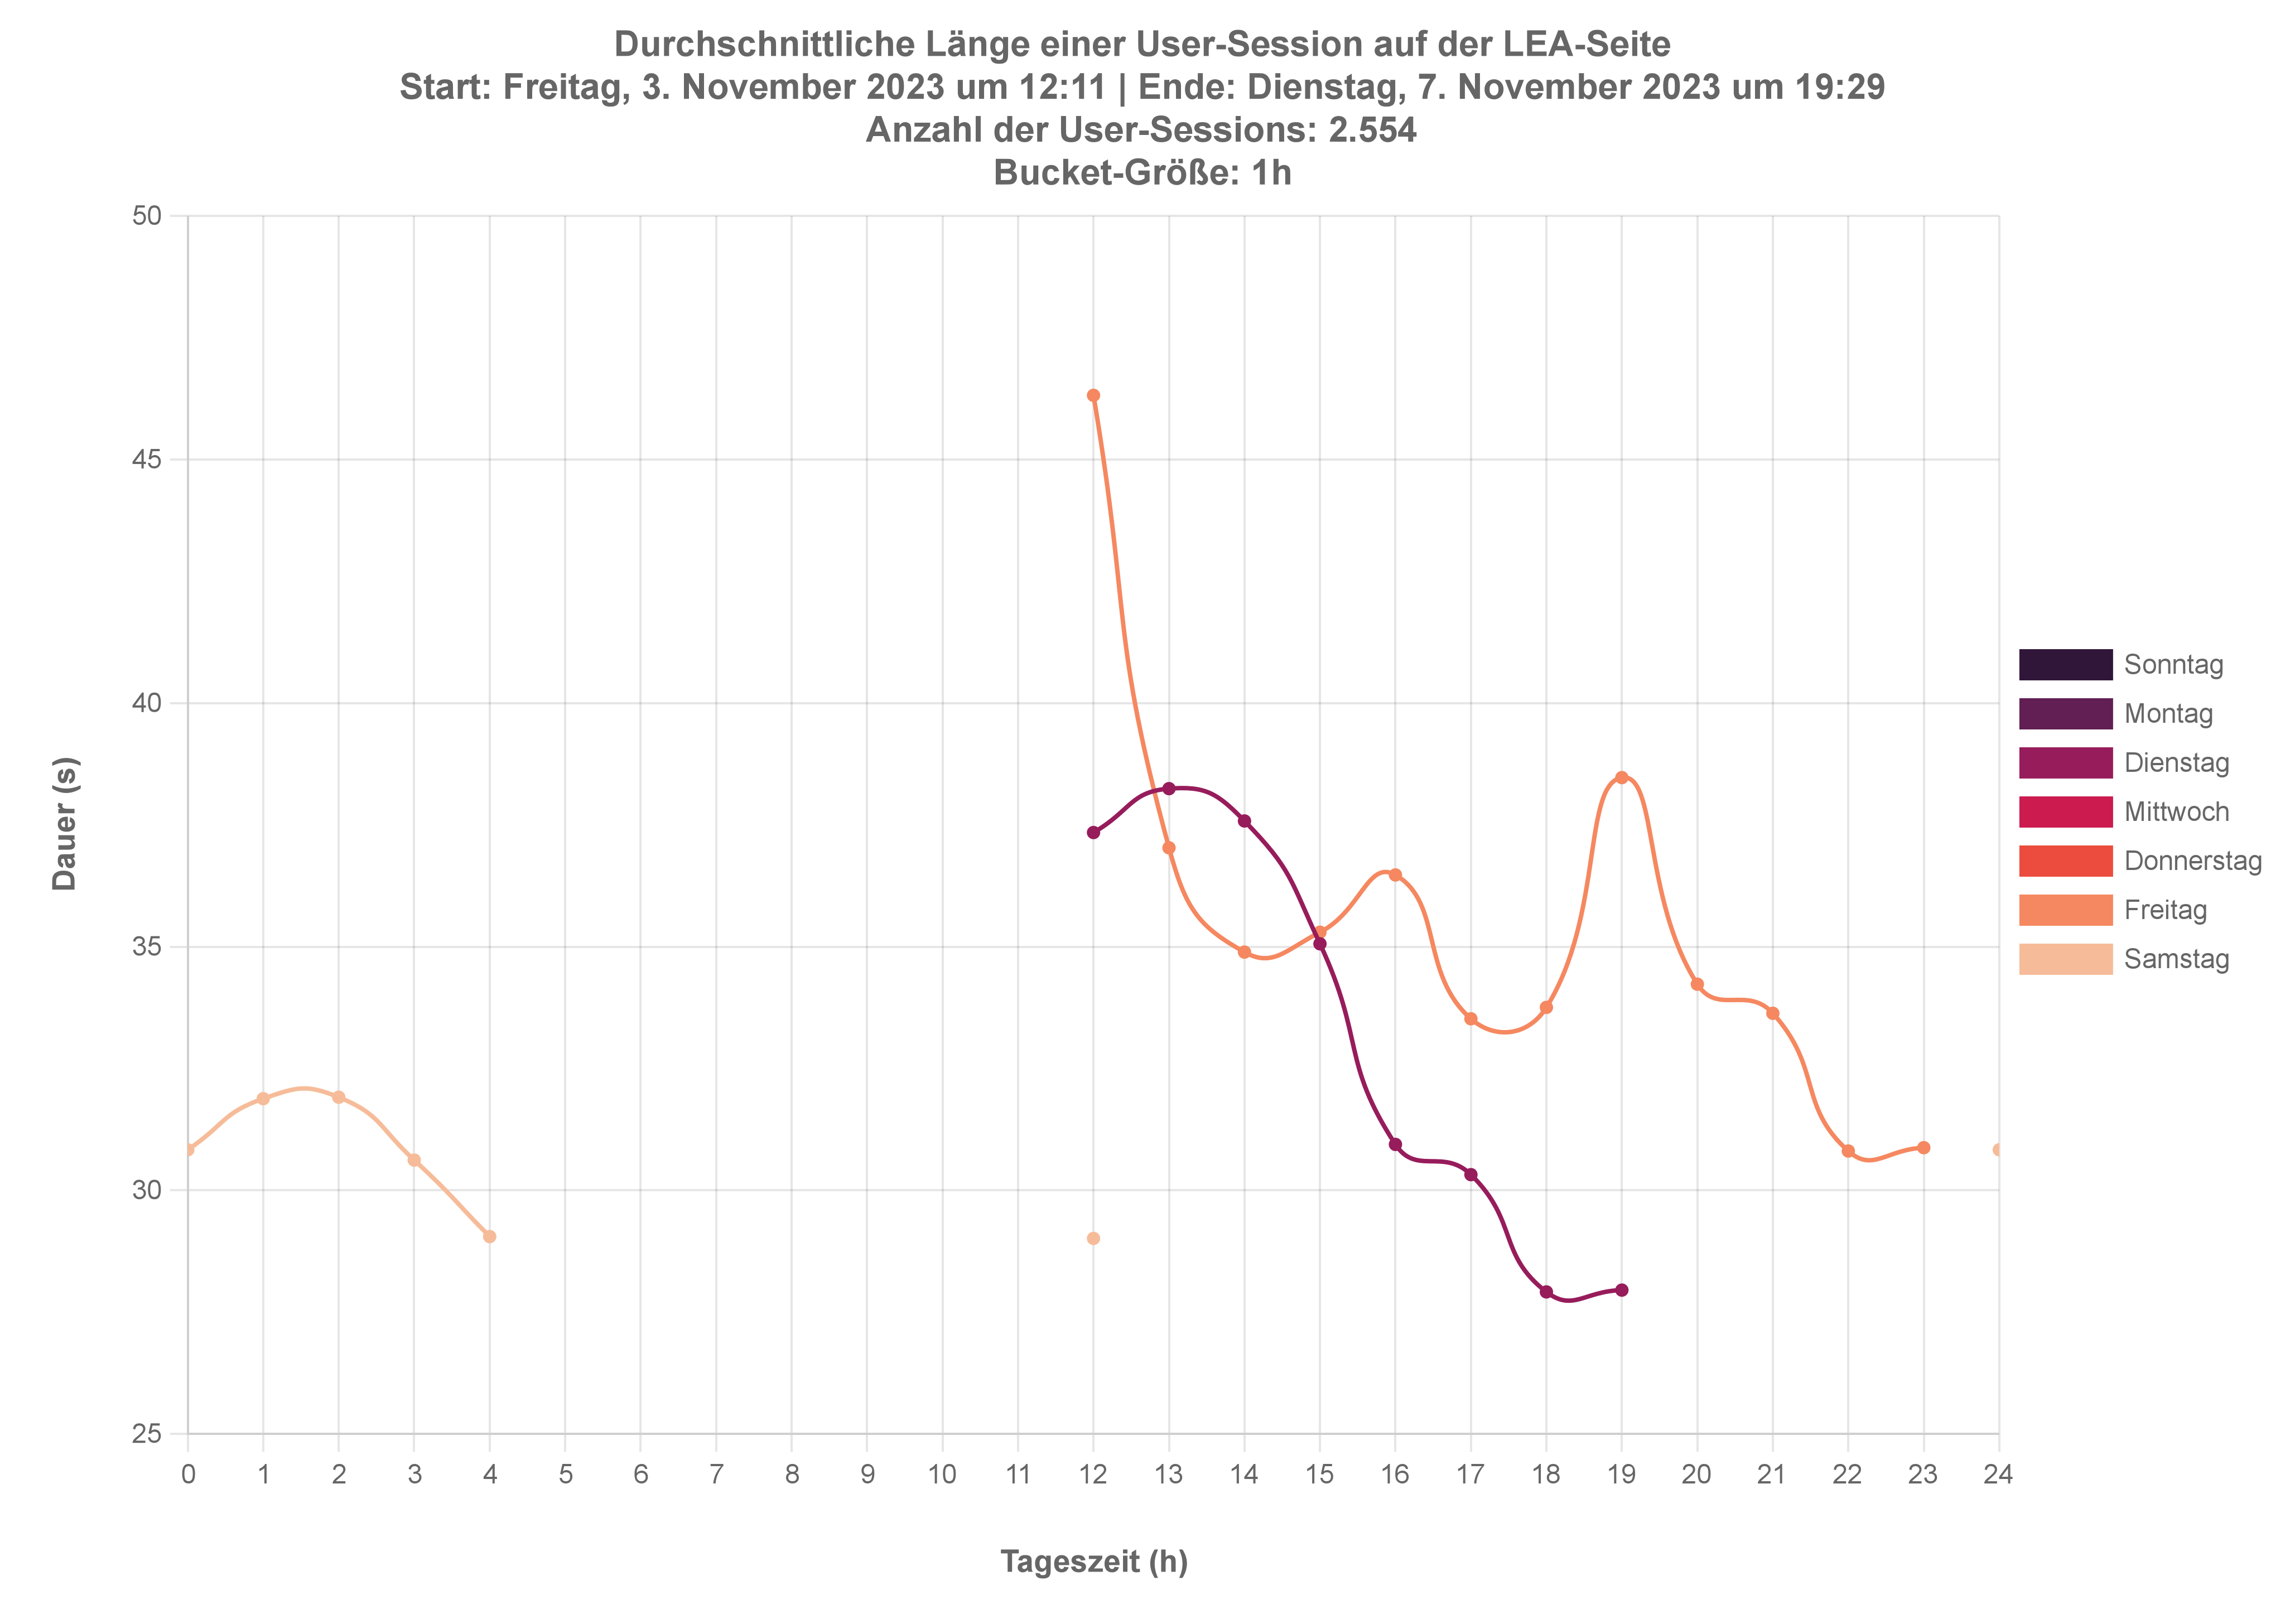 Durchschnittliche Länge einer User-Session auf der LEA-Seite
Start: Freitag, 3. November 2023 um 12:11 | Ende: Dienstag, 7. November 2023 um 19:29
Anzahl der User-Sessions: 2.554
Bucket-Größe: 1h
50
45
40
35
30
25
Dauer (s)
0 1 2 3 4 5 6 7 8 9 10 11 12 13 14 15 16 17 18 19 20 21 22 23 24
Tageszeit (h)
Sonntag
Montag
Dienstag
Mittwoch
Donnerstag
Freitag
Samstag